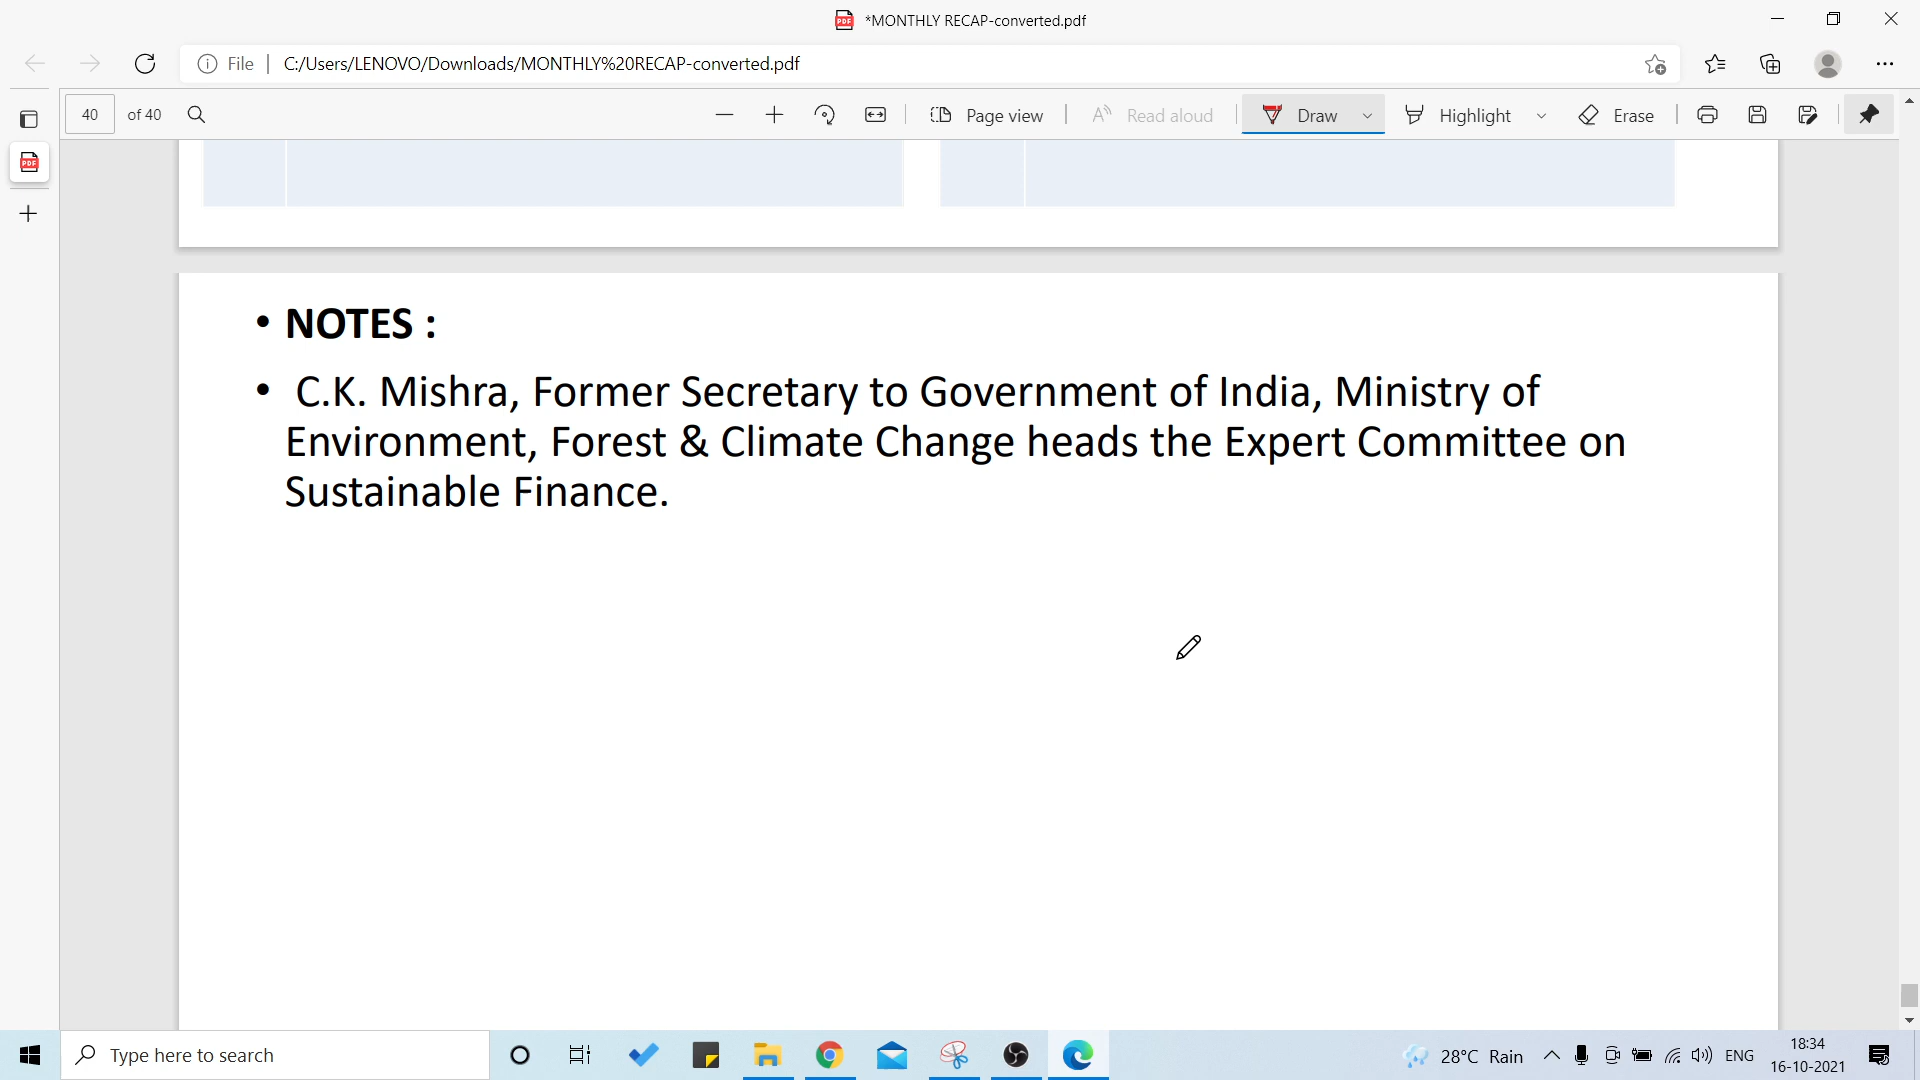 *MONTHLY RECAP-converted.pdf
File
C:/Users/LENOVO/Downloads/MONTHLY%20RECAP-converted.pdf
40 of 40
Page view
Read aloud
Draw
Highlight
Erase
• NOTES :
• C.K. Mishra, Former Secretary to Government of India, Ministry of
Environment, Forest & Climate Change heads the Expert Committee on
Sustainable Finance.
Type here to search
28°C Rain
ENG
18:34
16-10-2021